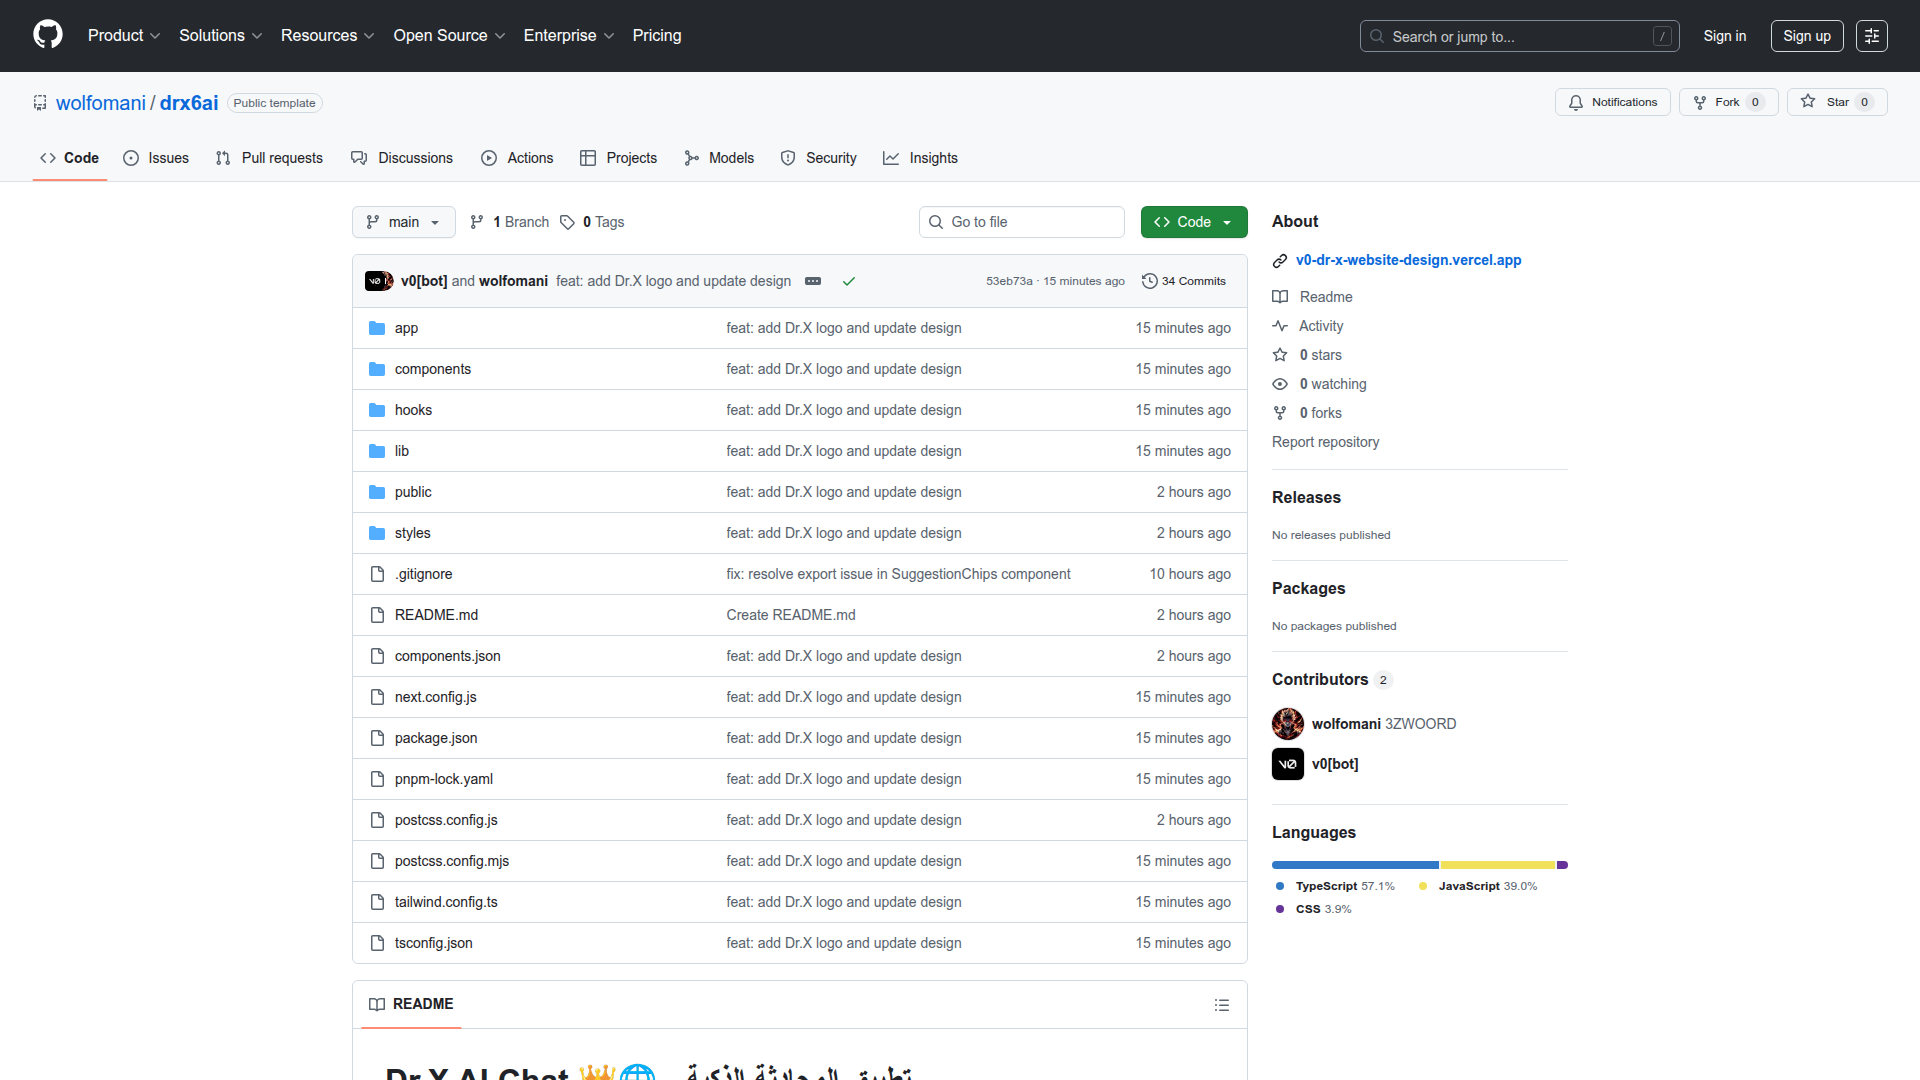 Product Solutions Resources Open Source Enterprise Pricing Search or jump to... / Sign in Sign up
wolfomani / drx6ai Public template Notifications Fork 0 Star 0
Code Issues Pull requests Discussions Actions Projects Models Security Insights
main 1 Branch 0 Tags Go to file Code
v0[bot] and wolfomani feat: add Dr.X logo and update design 53eb73a · 15 minutes ago 34 Commits
app feat: add Dr.X logo and update design 15 minutes ago
components feat: add Dr.X logo and update design 15 minutes ago
hooks feat: add Dr.X logo and update design 15 minutes ago
lib feat: add Dr.X logo and update design 15 minutes ago
public feat: add Dr.X logo and update design 2 hours ago
styles feat: add Dr.X logo and update design 2 hours ago
.gitignore fix: resolve export issue in SuggestionChips component 10 hours ago
README.md Create README.md 2 hours ago
components.json feat: add Dr.X logo and update design 2 hours ago
next.config.js feat: add Dr.X logo and update design 15 minutes ago
package.json feat: add Dr.X logo and update design 15 minutes ago
pnpm-lock.yaml feat: add Dr.X logo and update design 15 minutes ago
postcss.config.js feat: add Dr.X logo and update design 2 hours ago
postcss.config.mjs feat: add Dr.X logo and update design 15 minutes ago
tailwind.config.ts feat: add Dr.X logo and update design 15 minutes ago
tsconfig.json feat: add Dr.X logo and update design 15 minutes ago
README
Dr.X AI Chat 👑🌐 - تطبيق المحادثة الذكية
About
v0-dr-x-website-design.vercel.app
Readme
Activity
0 stars
0 watching
0 forks
Report repository
Releases
No releases published
Packages
No packages published
Contributors 2
wolfomani 3ZWOORD
v0[bot]
Languages
TypeScript 57.1% JavaScript 39.0%
CSS 3.9%